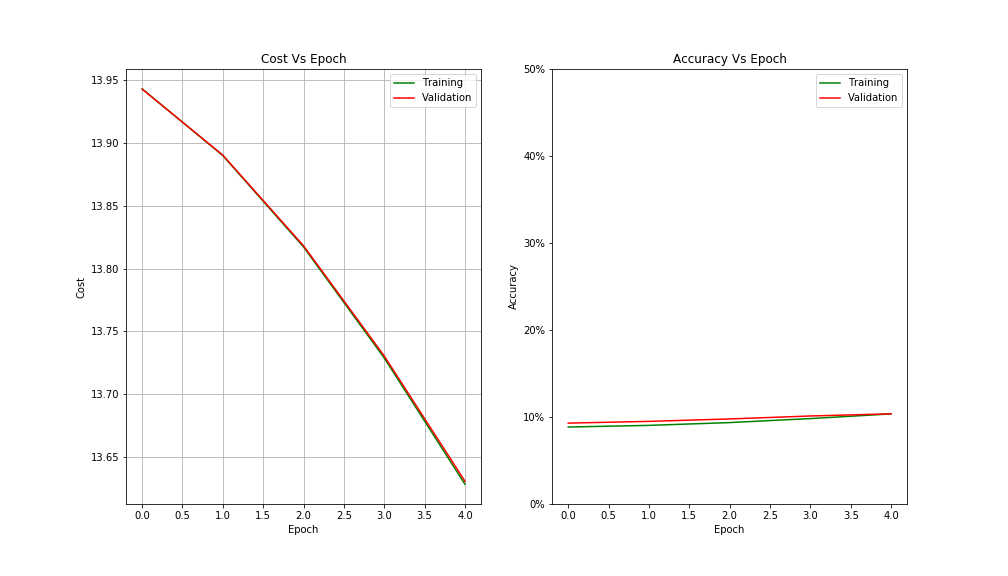 Cost Vs Epoch
Training
Validation
13.95
13.90
13.85
13.80
13.75
13.70
13.65
Cost
0.0 0.5 1.0 1.5 2.0 2.5 3.0 3.5 4.0
Epoch
Accuracy Vs Epoch
Training
Validation
50%
40%
30%
20%
10%
0%
Accuracy
0.0 0.5 1.0 1.5 2.0 2.5 3.0 3.5 4.0
Epoch